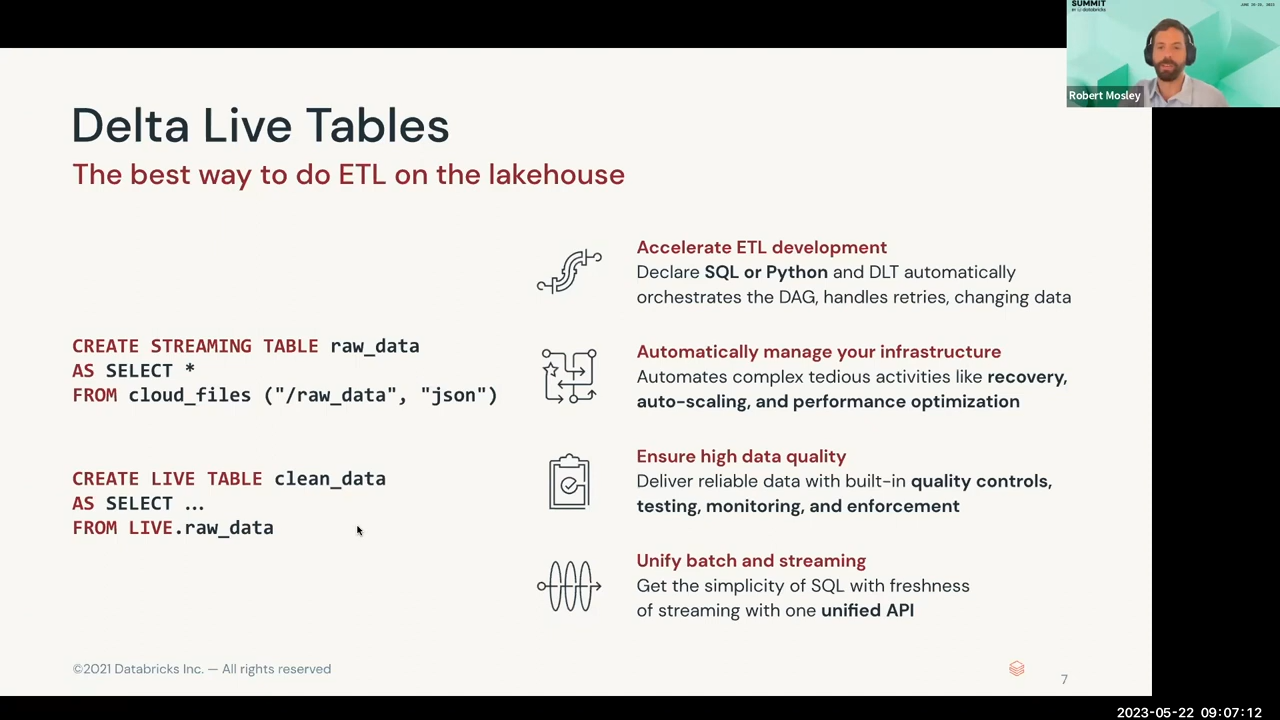 SUMMIT
BY databricks
Robert Mosley
Delta Live Tables
The best way to do ETL on the lakehouse
CREATE STREAMING TABLE raw_data
AS SELECT *
FROM cloud_files ("/raw_data", "json")
CREATE LIVE TABLE clean_data
AS SELECT ...
FROM LIVE.raw_data
Accelerate ETL development
Declare SQL or Python and DLT automatically
orchestrates the DAG, handles retries, changing data
Automatically manage your infrastructure
Automates complex tedious activities like recovery,
auto-scaling, and performance optimization
Ensure high data quality
Deliver reliable data with built-in quality controls,
testing, monitoring, and enforcement
Unify batch and streaming
Get the simplicity of SQL with freshness
of streaming with one unified API
©2021 Databricks Inc. — All rights reserved
7
2023-05-22 09:07:12